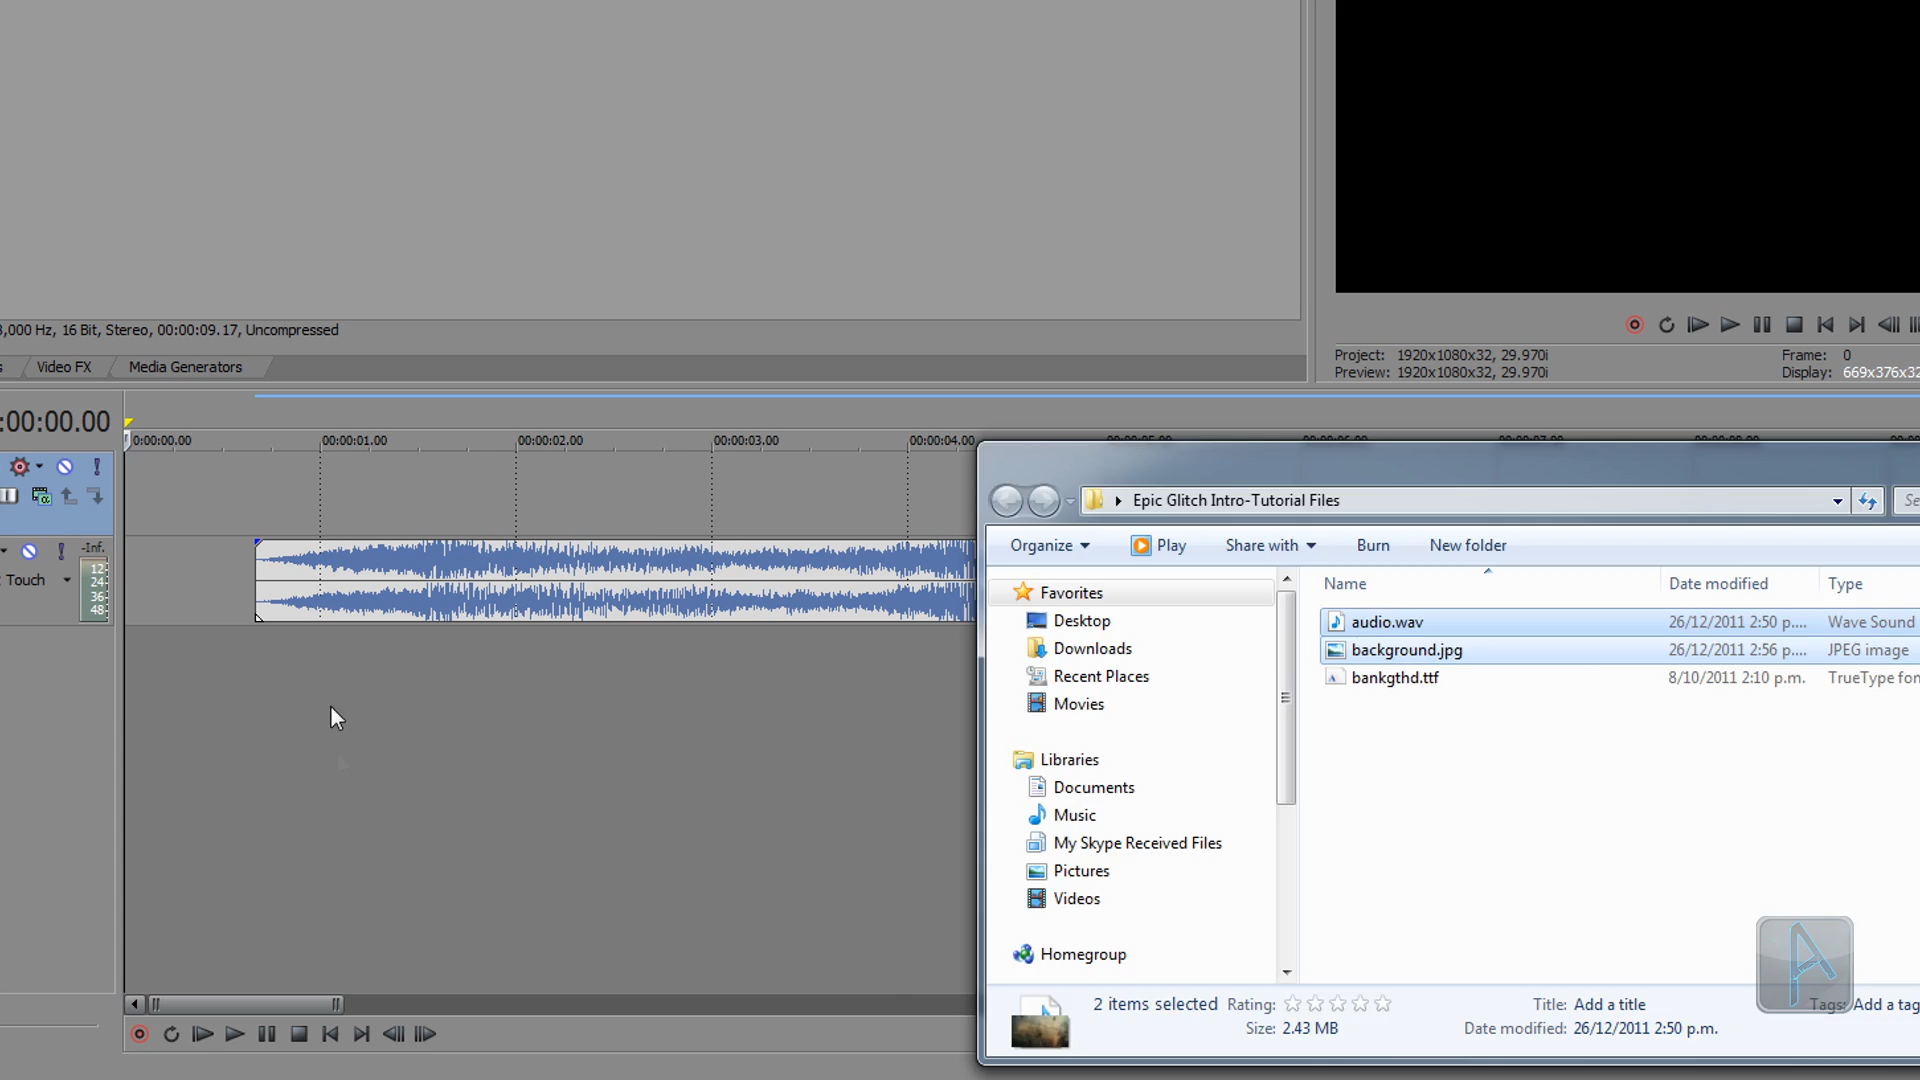 ,000 Hz, 16 Bit, Stereo, 00:00:09.17, Uncompressed
Video FX
Media Generators
Project: 1920x1080x32, 29.970i
Frame: 0
Preview: 1920x1080x32, 29.970i
Display: 669x376x32
:00:00.00
0:00:00.00
00:00:01.00
00:00:02.00
00:00:03.00
00:00:04.00
-Inf.
12
24
36
48
Touch
Epic Glitch Intro-Tutorial Files
Se
Organize
Play
Share with
Burn
New folder
Name
Date modified
Type
Favorites
Desktop
Downloads
Recent Places
Movies
Libraries
Documents
Music
My Skype Received Files
Pictures
Videos
Homegroup
audio.wav
26/12/2011 2:50 p....
Wave Sound
background.jpg
26/12/2011 2:56 p....
JPEG image
bankgthd.ttf
8/10/2011 2:10 p.m.
TrueType fon
2 items selected
Rating:
Title: Add a title
Tags: Add a tag
Size: 2.43 MB
Date modified: 26/12/2011 2:50 p.m.